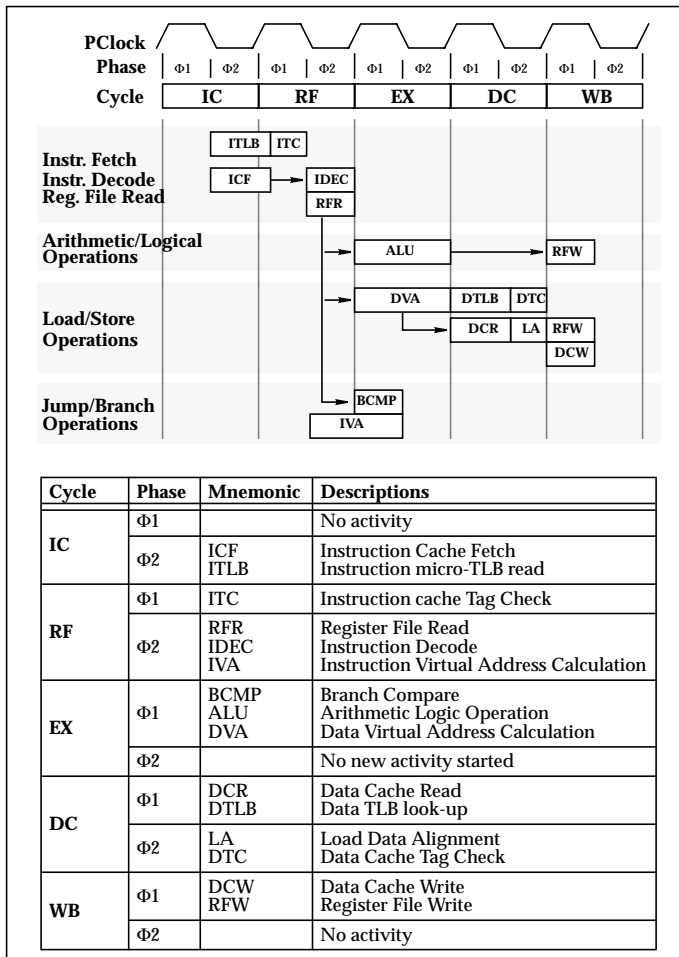 PClock
Phase Φ1 Φ2 Φ1 Φ2 Φ1 Φ2 Φ1 Φ2 Φ1 Φ2
Cycle IC RF EX DC WB
ITLB ITC
Instr. Fetch
Instr. Decode ICF IDEC
Reg. File Read RFR
Arithmetic/Logical
Operations ALU RFW
DVA DTLB DTC
Load/Store
Operations DCR LA RFW
DCW
BCMP
Jump/Branch
Operations IVA
Cycle Phase Mnemonic Descriptions
IC Φ1 No activity
Φ2 ICF Instruction Cache Fetch
ITLB Instruction micro-TLB read
RF Φ1 ITC Instruction cache Tag Check
Φ2 RFR Register File Read
IDEC Instruction Decode
IVA Instruction Virtual Address Calculation
EX Φ1 BCMP Branch Compare
ALU Arithmetic Logic Operation
DVA Data Virtual Address Calculation
Φ2 No new activity started
DC Φ1 DCR Data Cache Read
DTLB Data TLB look-up
Φ2 LA Load Data Alignment
DTC Data Cache Tag Check
WB Φ1 DCW Data Cache Write
RFW Register File Write
Φ2 No activity